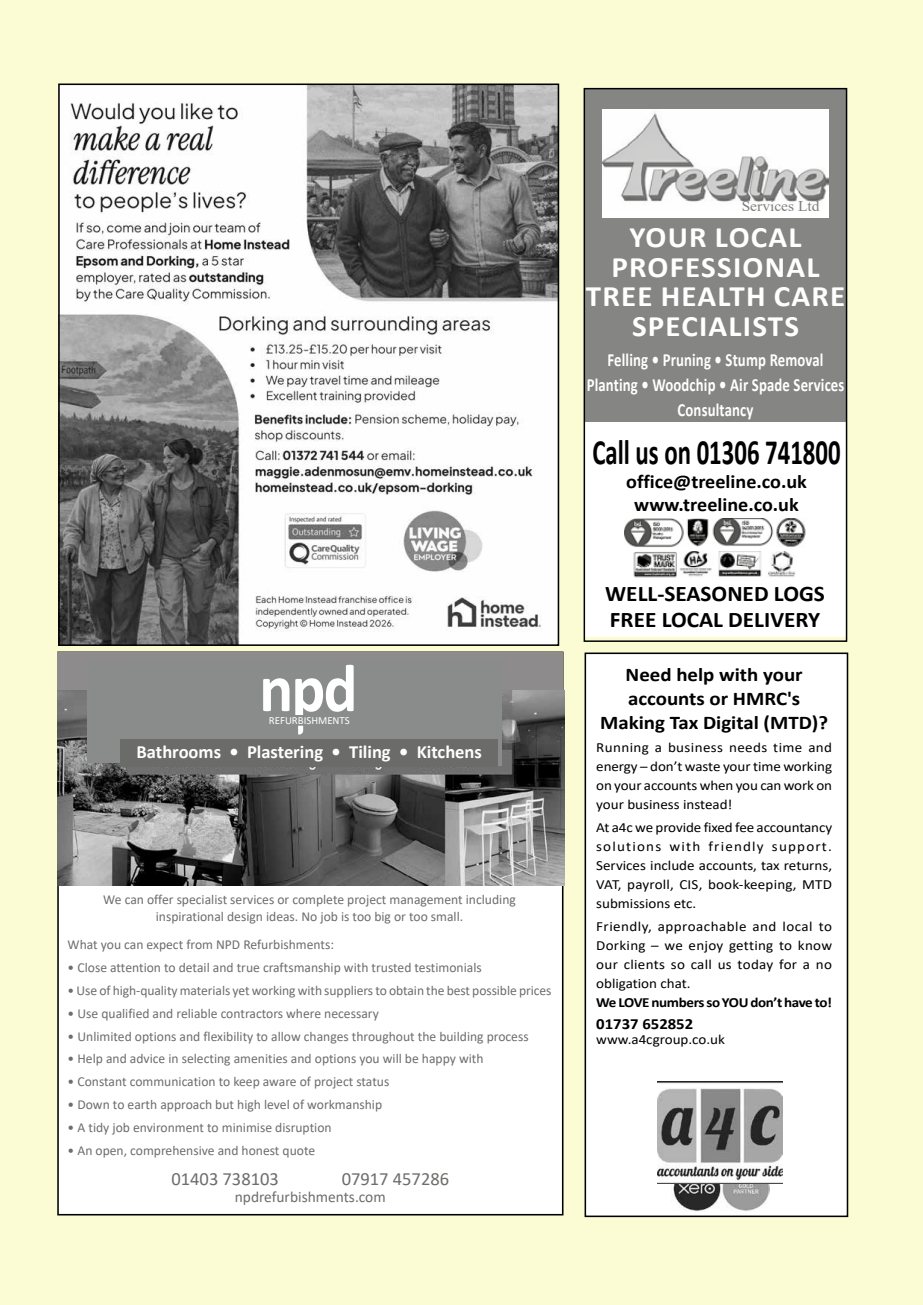 Would you like to
make a real
difference
to people's lives?
If so, come and join our team of
Care Professionals at Home Instead
Epsom and Dorking, a 5 star
employer, rated as outstanding
by the Care Quality Commission.
Footpath
Dorking and surrounding areas
• £13.25-£15.20 per hour per visit
• 1 hour min visit
• We pay travel time and mileage
• Excellent training provided
Benefits include: Pension scheme, holiday pay,
shop discounts.
Call: 01372 741 544 or email:
maggie.adenmosun@emv.homeinstead.co.uk
homeinstead.co.uk/epsom-dorking
Inspected and rated
Outstanding
CareQuality
Commission
LIVING
WAGE
EMPLOYER
Each Home Instead franchise office is
independently owned and operated.
Copyright © Home Instead 2026.
home
instead.
Treeline
Services Ltd
YOUR LOCAL
PROFESSIONAL
TREE HEALTH CARE
SPECIALISTS
Felling • Pruning • Stump Removal
Planting • Woodchip • Air Spade Services
Consultancy
Call us on 01306 741800
office@treeline.co.uk
www.treeline.co.uk
TRUST
MARK
CHAS
WELL-SEASONED LOGS
FREE LOCAL DELIVERY
npd
REFURBISHMENTS
Bathrooms • Plastering • Tiling • Kitchens
We can offer specialist services or complete project management including
inspirational design ideas. No job is too big or too small.
What you can expect from NPD Refurbishments:
• Close attention to detail and true craftsmanship with trusted testimonials
• Use of high-quality materials yet working with suppliers to obtain the best possible prices
• Use qualified and reliable contractors where necessary
• Unlimited options and flexibility to allow changes throughout the building process
• Help and advice in selecting amenities and options you will be happy with
• Constant communication to keep aware of project status
• Down to earth approach but high level of workmanship
• A tidy job environment to minimise disruption
• An open, comprehensive and honest quote
01403 738103 07917 457286
npdrefurbishments.com
Need help with your
accounts or HMRC's
Making Tax Digital (MTD)?
Running a business needs time and
energy – don't waste your time working
on your accounts when you can work on
your business instead!
At a4c we provide fixed fee accountancy
solutions with friendly support.
Services include accounts, tax returns,
VAT, payroll, CIS, book-keeping, MTD
submissions etc.
Friendly, approachable and local to
Dorking – we enjoy getting to know
our clients so call us today for a no
obligation chat.
We LOVE numbers so YOU don't have to!
01737 652852
www.a4cgroup.co.uk
a4c
accountants on your side
xero
GOLD
PARTNER